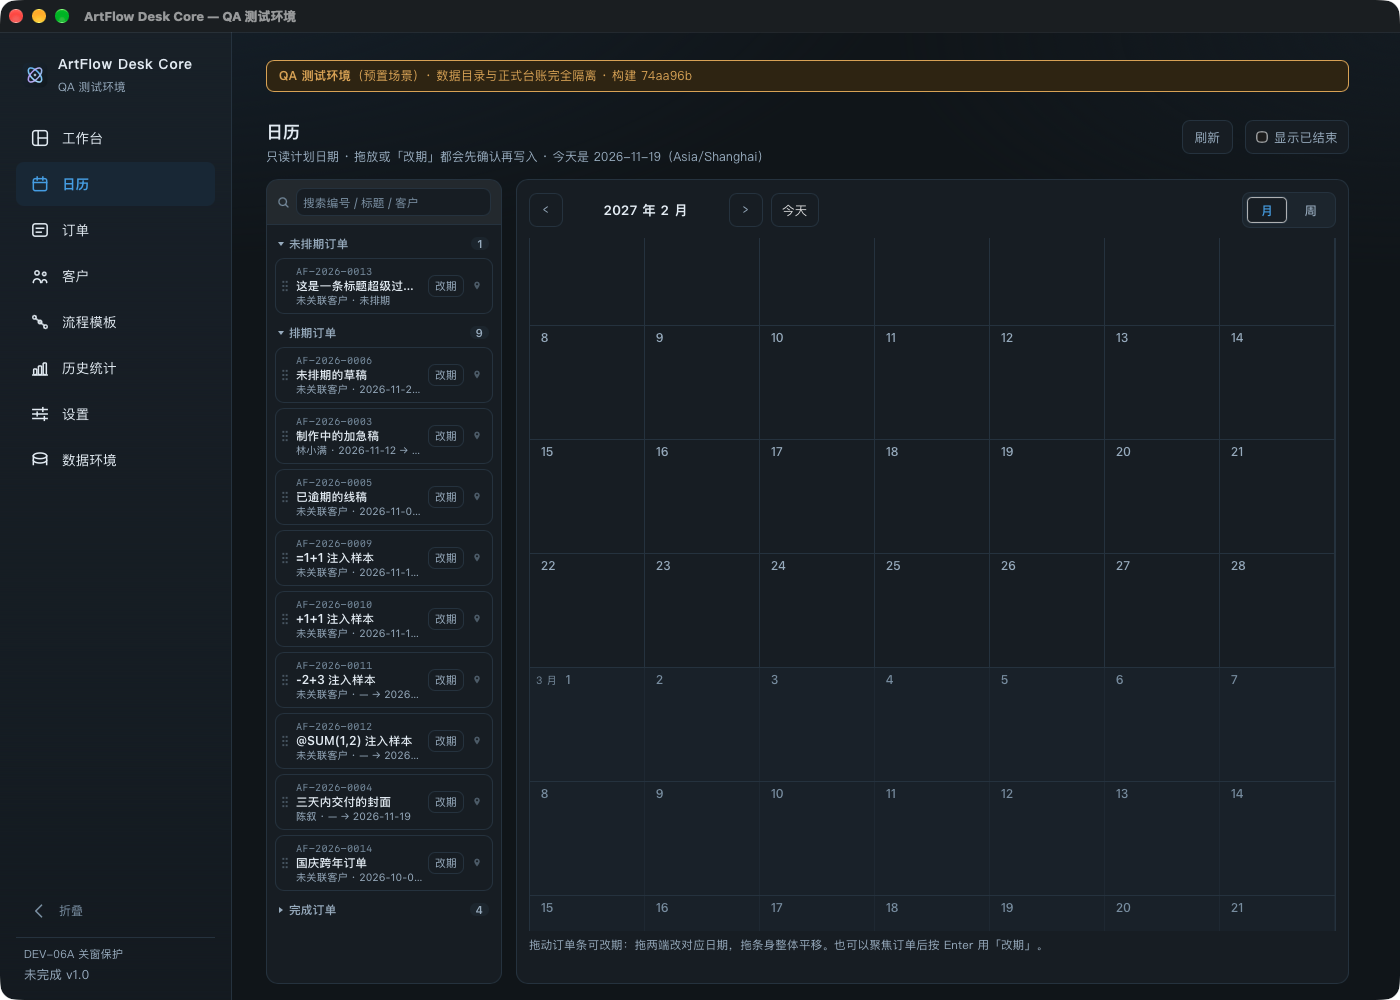 ArtFlow Desk Core — QA 测试环境
ArtFlow Desk Core
QA 测试环境
工作台
日历
订单
客户
流程模板
历史统计
设置
数据环境
折叠
DEV-06A 关窗保护
未完成 v1.0
QA 测试环境（预置场景）· 数据目录与正式台账完全隔离 · 构建 74aa96b
日历
只读计划日期 · 拖放或「改期」都会先确认再写入 · 今天是 2026-11-19（Asia/Shanghai）
刷新
显示已结束
搜索编号 / 标题 / 客户
未排期订单 1
AF-2026-0013
这是一条标题超级过...
未关联客户 · 未排期
改期
排期订单 9
AF-2026-0006
未排期的草稿
未关联客户 · 2026-11-2...
改期
AF-2026-0003
制作中的加急稿
林小满 · 2026-11-12 → ...
改期
AF-2026-0005
已逾期的线稿
未关联客户 · 2026-11-0...
改期
AF-2026-0009
=1+1 注入样本
未关联客户 · 2026-11-1...
改期
AF-2026-0010
+1+1 注入样本
未关联客户 · 2026-11-1...
改期
AF-2026-0011
-2+3 注入样本
未关联客户 · — → 2026...
改期
AF-2026-0012
@SUM(1,2) 注入样本
未关联客户 · — → 2026...
改期
AF-2026-0004
三天内交付的封面
陈叙 · — → 2026-11-19
改期
AF-2026-0014
国庆跨年订单
未关联客户 · 2026-10-0...
改期
完成订单 4
< 2027 年 2 月 > 今天
月 周
8 9 10 11 12 13 14
15 16 17 18 19 20 21
22 23 24 25 26 27 28
3 月 1 2 3 4 5 6 7
8 9 10 11 12 13 14
15 16 17 18 19 20 21
拖动订单条可改期：拖两端改对应日期，拖条身整体平移。也可以聚焦订单后按 Enter 用「改期」。